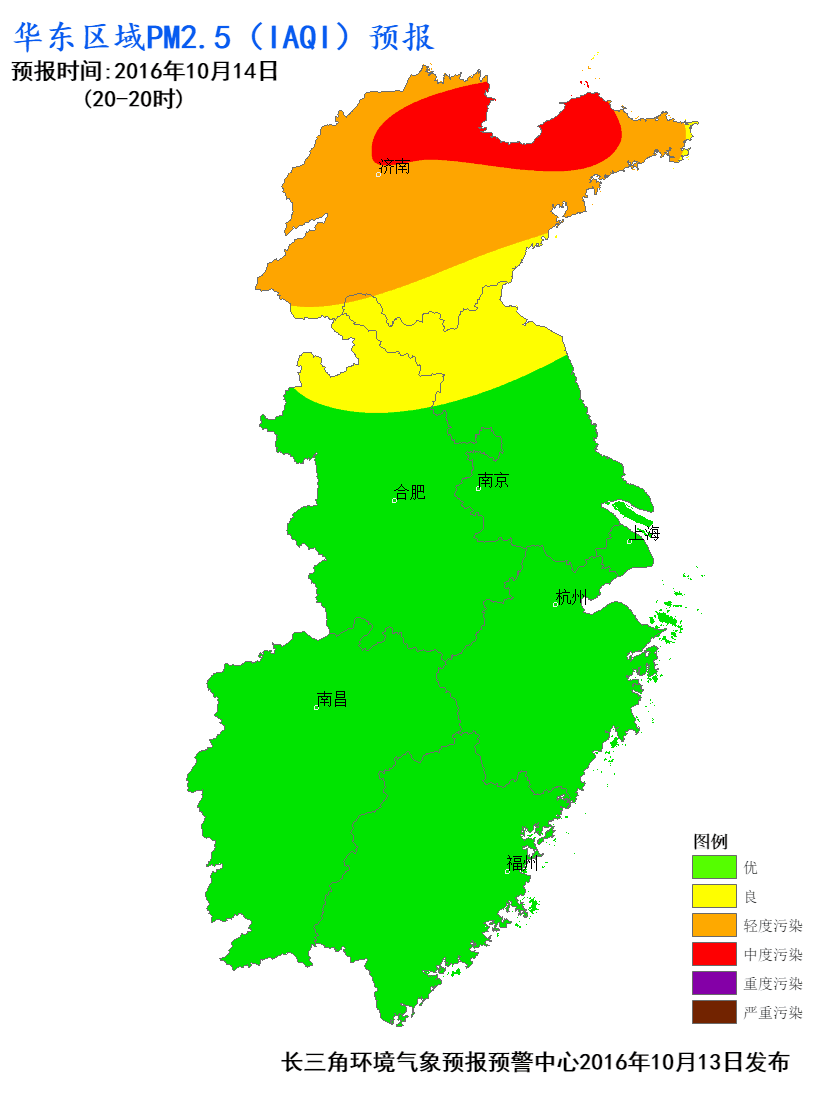 华东区域PM2.5（IAQI）预报
预报时间:2016年10月14日
(20-20时)
济南
南京
合肥
上海
杭州
南昌
福州
图例
优
良
轻度污染
中度污染
重度污染
严重污染
长三角环境气象预报预警中心2016年10月13日发布